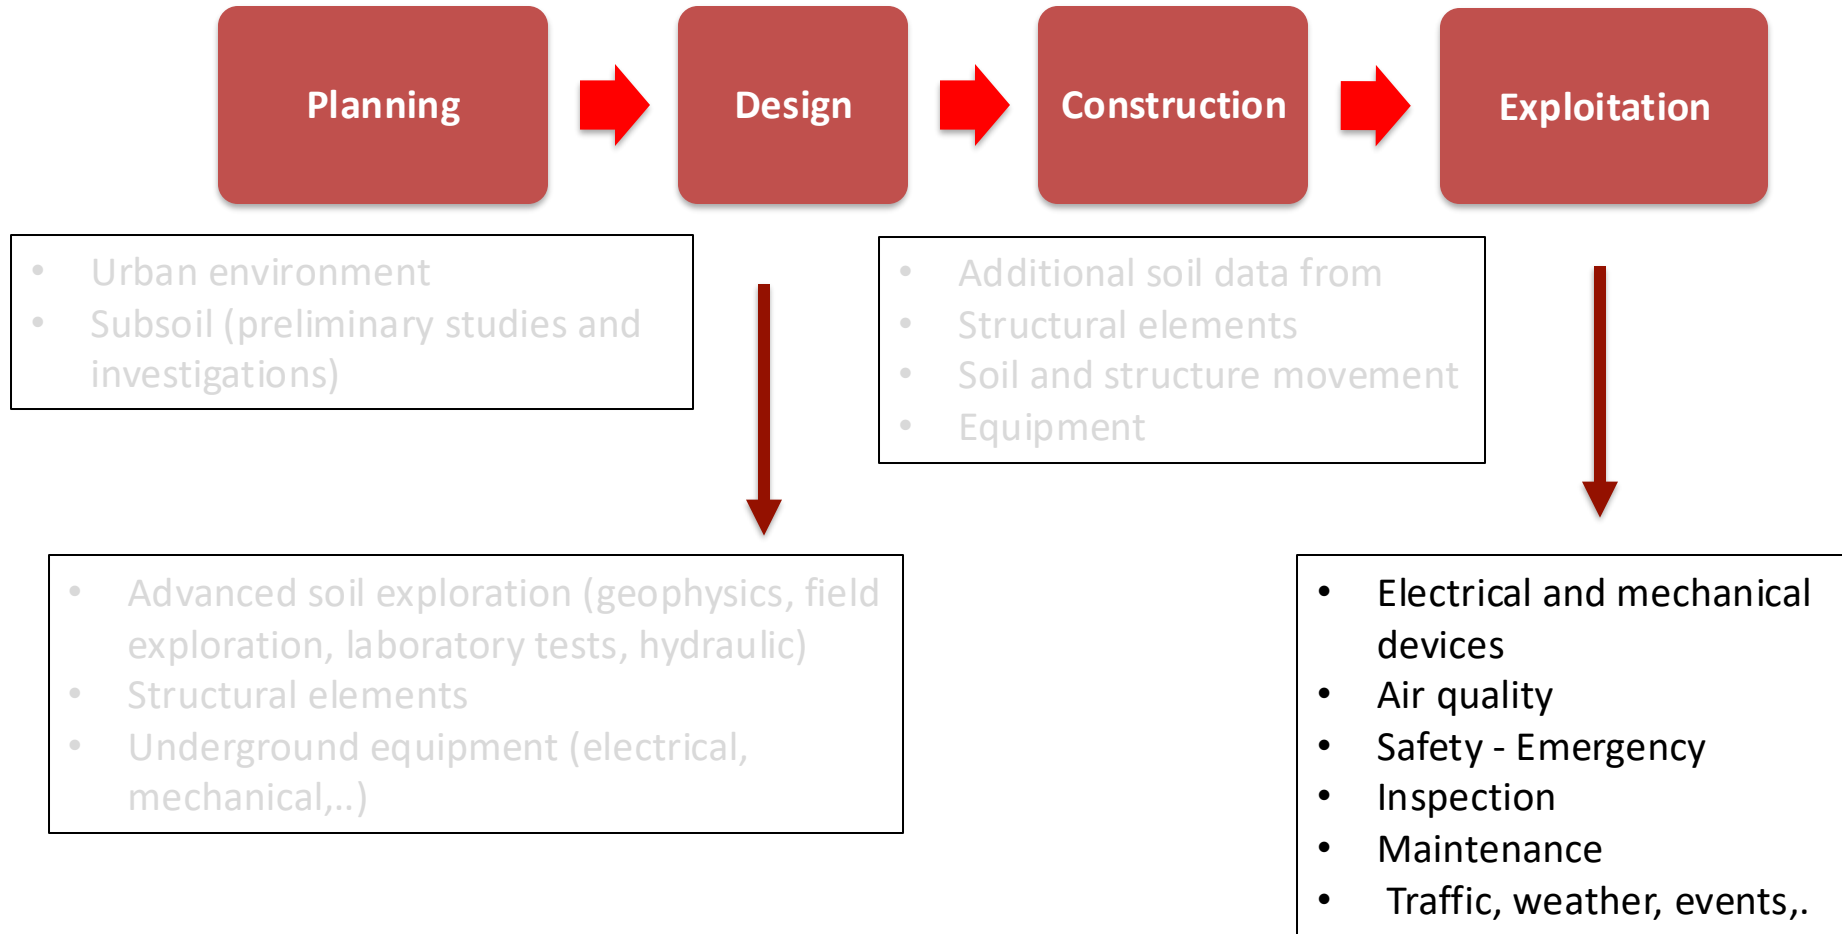 Planning
Design
Construction
Exploitation
• Urban environment
• Subsoil (preliminary studies and
investigations)
• Additional soil data from
• Structural elements
• Soil and structure movement
• Equipment
• Advanced soil exploration (geophysics, field
exploration, laboratory tests, hydraulic)
• Structural elements
• Underground equipment (electrical,
mechanical,..)
• Electrical and mechanical
devices
• Air quality
• Safety - Emergency
• Inspection
• Maintenance
• Traffic, weather, events,.